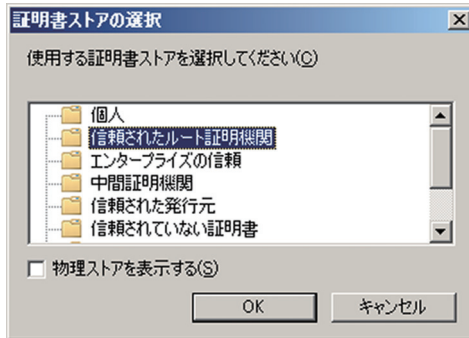 証明書ストアの選択
使用する証明書ストアを選択してください(C)
個人
信頼されたルート証明機関
エンタープライズの信頼
中間証明機関
信頼された発行元
信頼されていない証明書
物理ストアを表示する(S)
OK
キャンセル